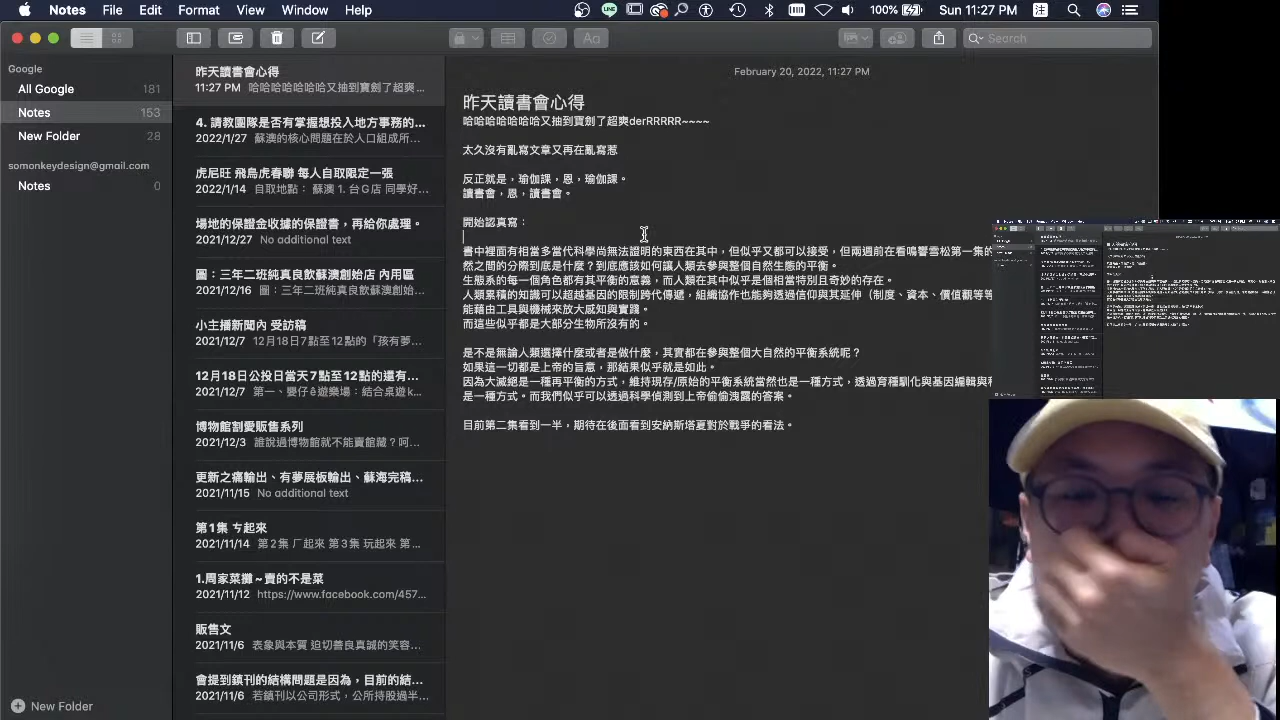 Notes File Edit Format View Window Help
100% Sun 11:27 PM 注
Aa
Search
Google
All Google 181
Notes 153
New Folder 28
somonkeydesign@gmail.com
Notes 0
New Folder
昨天讀書會心得
11:27 PM 哈哈哈哈哈哈哈又抽到寶劍了超爽…
4. 請教團隊是否有掌握想投入地方事務的…
2022/1/27 蘇澳的核心問題在於人口組成所…
虎尼旺 飛鳥虎春聯 每人自取限定一張
2022/1/14 自取地點： 蘇澳 1. 台G店 同學好…
場地的保證金收據的保證書，再給你處理。
2021/12/27 No additional text
圖：三年二班純真的歡蘇澳創生店 內用區
2021/12/16 圖：三年二班純真的歡蘇澳創始…
小主播新聞內 受訪稿
2021/12/7 12月18日7點至12點的「孩有夢…
12月18日公投日當天7點至12點的還有…
2021/12/7 第一、嬰仔e遊樂場：結合桌遊k…
博物館割愛販售系列
2021/12/3 誰說過博物館就不能賣館藏？呵…
更新之痛輸出、有夢展板輸出、蘇海完稿…
2021/11/15 No additional text
第1集 ㄘ起來
2021/11/14 第2集 ㄏ起來 第3集 玩起來 第…
1.周家菜攤~賣的不是菜
2021/11/12 https://www.facebook.com/457…
販售文
2021/11/6 表象與本質 迫切善良真誠的笑容…
會提到鎮刊的結構問題是因為，目前的結…
2021/11/6 若鎮刊以公司形式，公所持股過半…
February 20, 2022, 11:27 PM
昨天讀書會心得
哈哈哈哈哈哈哈又抽到寶劍了超爽derRRRRR~~~~
太久沒有亂寫文章又再在亂寫惹
反正就是，瑜伽課，恩，瑜伽課。
讀書會，恩，讀書會。
開始認真寫：
書中裡面有相當多當代科學尚無法證明的東西在其中，但似乎又都可以接受，但兩週前在看鳴響雪松第一集的
然之間的分際到底是什麼？到底應該如何讓人類去參與整個自然生態的平衡。
生態系的每一個角色都有其平衡的意義，而人類在其中似乎是個相當特別且奇妙的存在。
人類累積的知識可以超越基因的限制跨代傳遞，組織協作也能夠透過信仰與其延伸（制度、資本、價值觀等等
能藉由工具與機械來放大感知與實踐。
而這些似乎都是大部分生物所沒有的。
是不是無論人類選擇什麼或者是做什麼，其實都在參與整個大自然的平衡系統呢？
如果這一切都是上帝的旨意，那結果似乎就是如此。
因為大滅絕是一種再平衡的方式，維持現存/原始的平衡系統當然也是一種方式，透過育種馴化與基因編輯與
是一種方式。而我們似乎可以透過科學偵測到上帝偷偷洩露的答案。
目前第二集看到一半，期待在後面看到安納斯塔夏對於戰爭的看法。